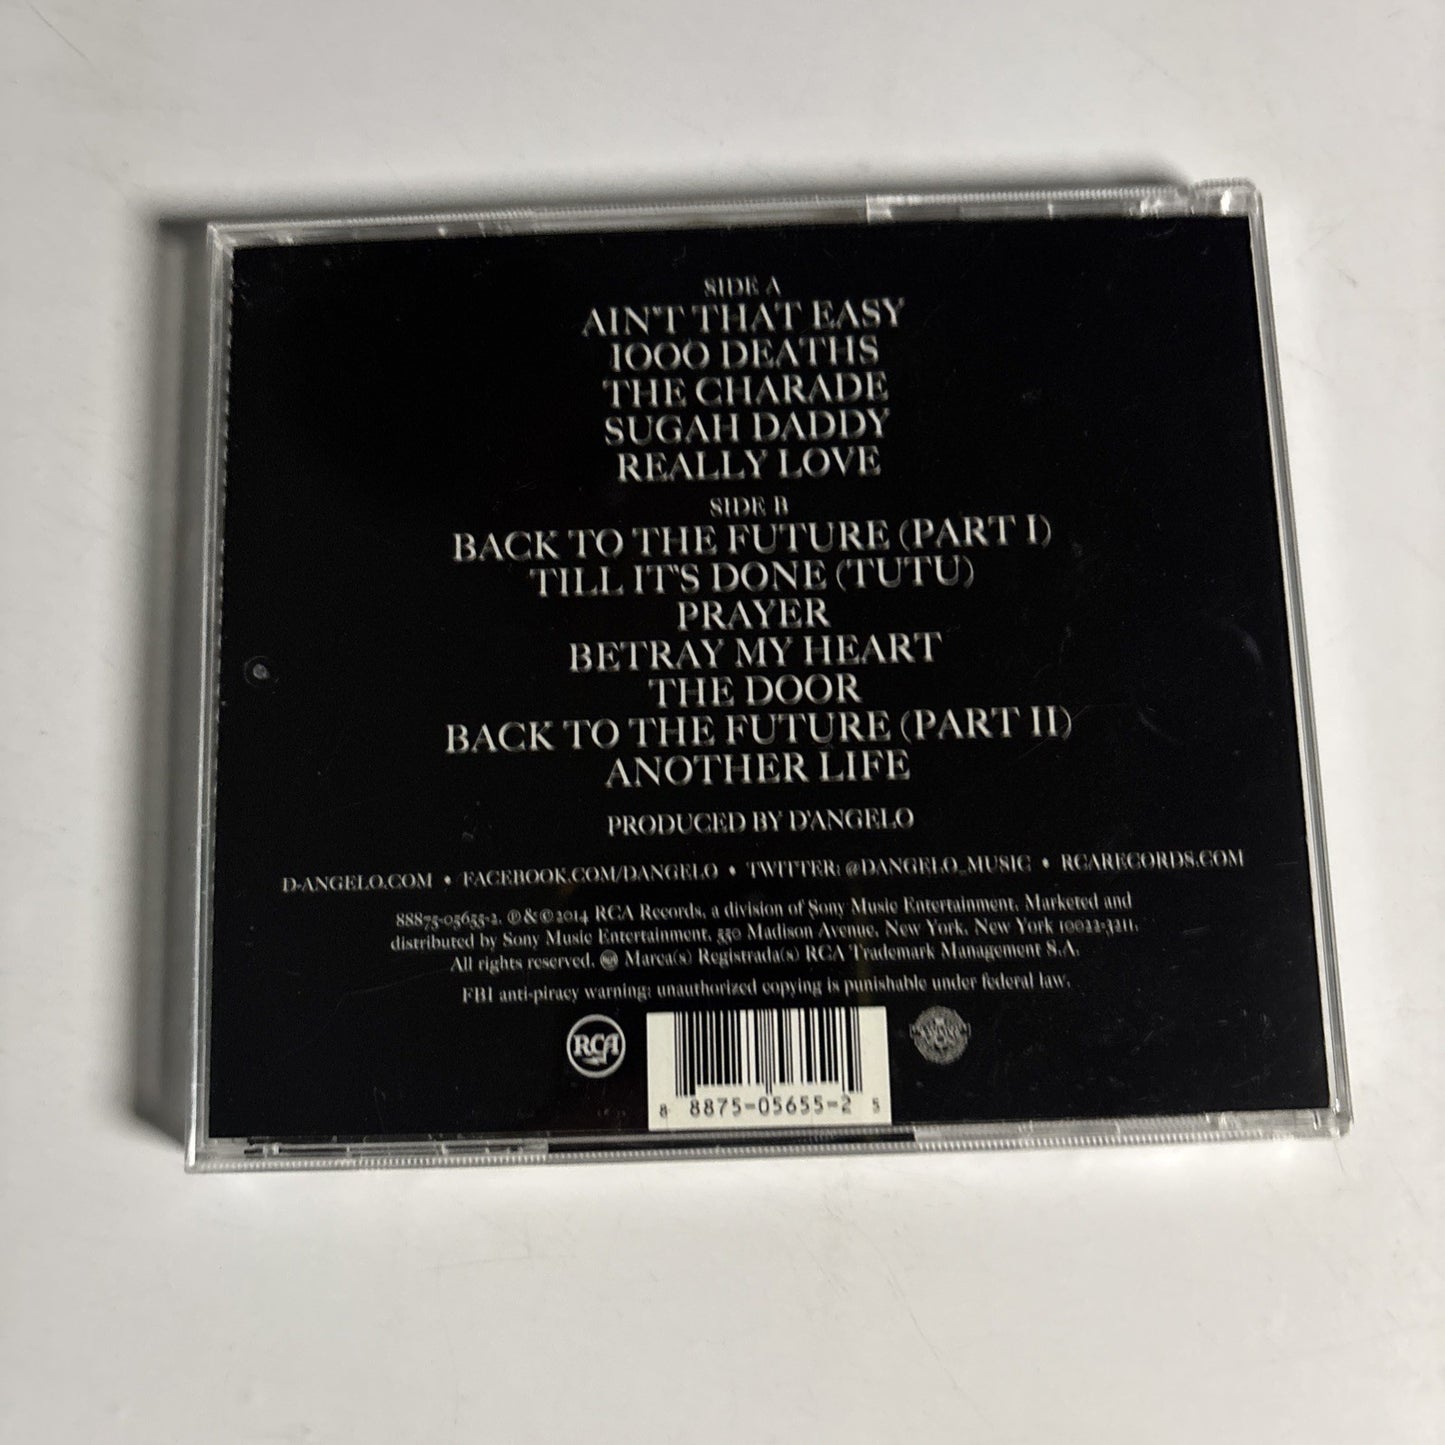 SIDE A
AIN'T THAT EASY
1000 DEATHS
THE CHARADE
SUGAH DADDY
REALLY LOVE
SIDE B
BACK TO THE FUTURE (PART I)
TILL IT'S DONE (TUTU)
PRAYER
BETRAY MY HEART
THE DOOR
BACK TO THE FUTURE (PART II)
ANOTHER LIFE
PRODUCED BY D'ANGELO
D-ANGELO.COM • FACEBOOK.COM/DANGELO • TWITTER: @DANGELO_MUSIC • RCARECORDS.COM
88875-05655-2. ℗ & © 2014 RCA Records, a division of Sony Music Entertainment. Marketed and
distributed by Sony Music Entertainment, 550 Madison Avenue, New York, New York 10022-3211.
All rights reserved. Marca(s) Registrada(s) RCA Trademark Management S.A.
FBI anti-piracy warning: unauthorized copying is punishable under federal law.
RCA
8 8875-05655-2 5